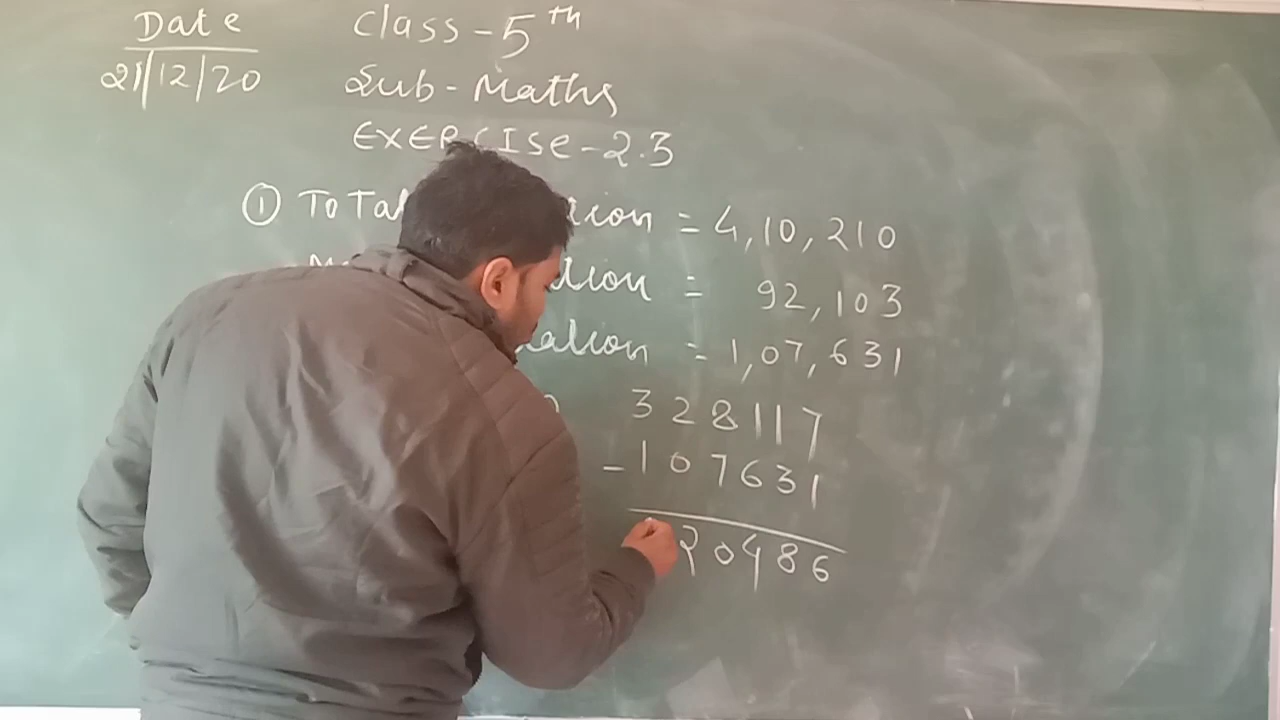 Date
21/12/20
Class-5th
Sub-Maths
EXERCISE-2.3
① ToTal = 4,10,210
= 92,103
= 1,07,631
328117
-107631
20486